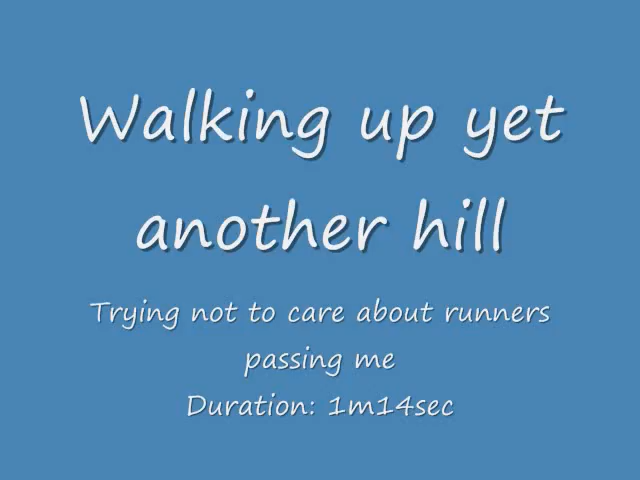 Walking up yet
another hill
Trying not to care about runners
passing me
Duration: 1m14sec